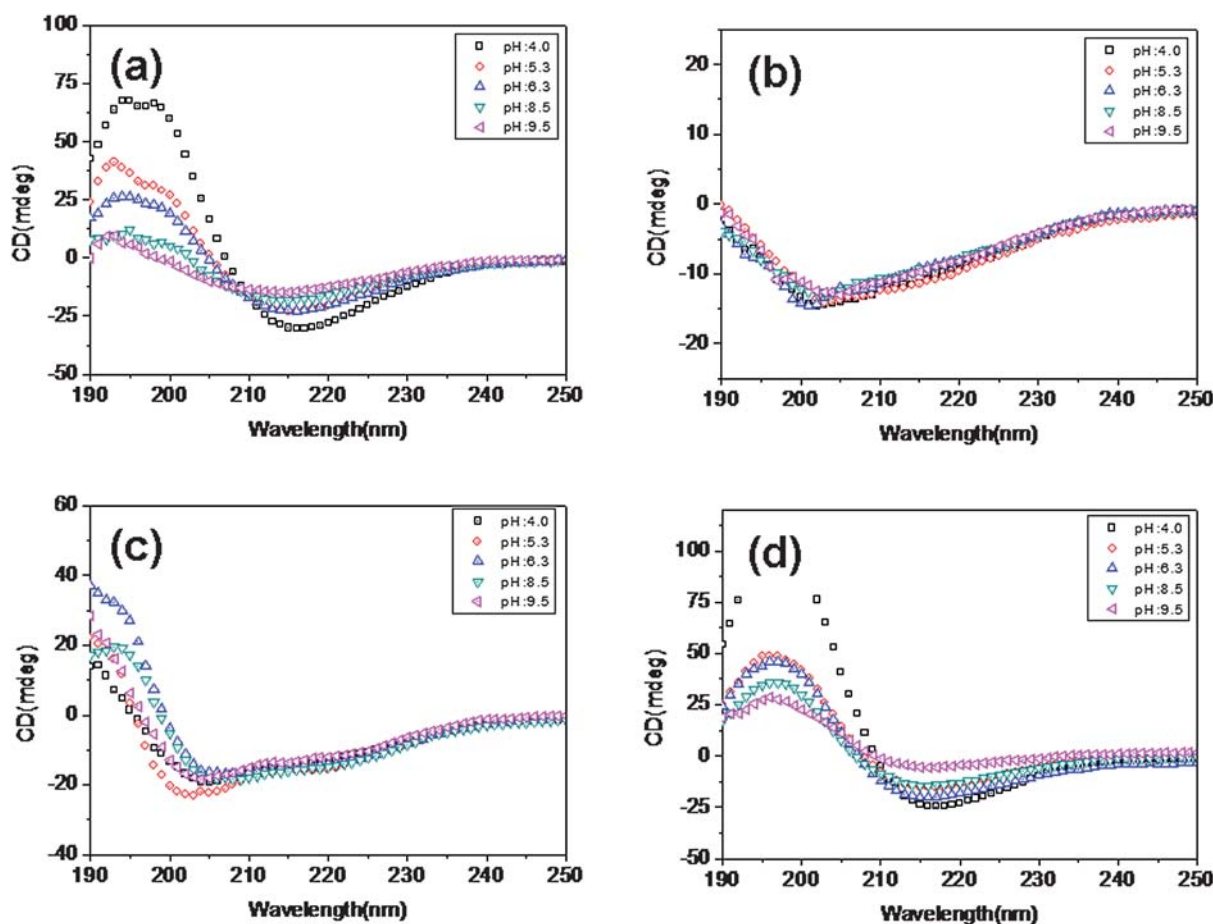 (a)
CD(mdeg)
100
75
50
25
0
-25
-50
190 200 210 220 230 240 250
Wavelength(nm)
pH:4.0
pH:5.3
pH:6.3
pH:8.5
pH:9.5
(b)
CD(mdeg)
20
10
0
-10
-20
190 200 210 220 230 240 250
Wavelength(nm)
pH:4.0
pH:5.3
pH:6.3
pH:8.5
pH:9.5
(c)
CD(mdeg)
60
40
20
0
-20
-40
190 200 210 220 230 240 250
Wavelength(nm)
pH:4.0
pH:5.3
pH:6.3
pH:8.5
pH:9.5
(d)
CD(mdeg)
100
75
50
25
0
-25
-50
190 200 210 220 230 240 250
Wavelength(nm)
pH:4.0
pH:5.3
pH:6.3
pH:8.5
pH:9.5